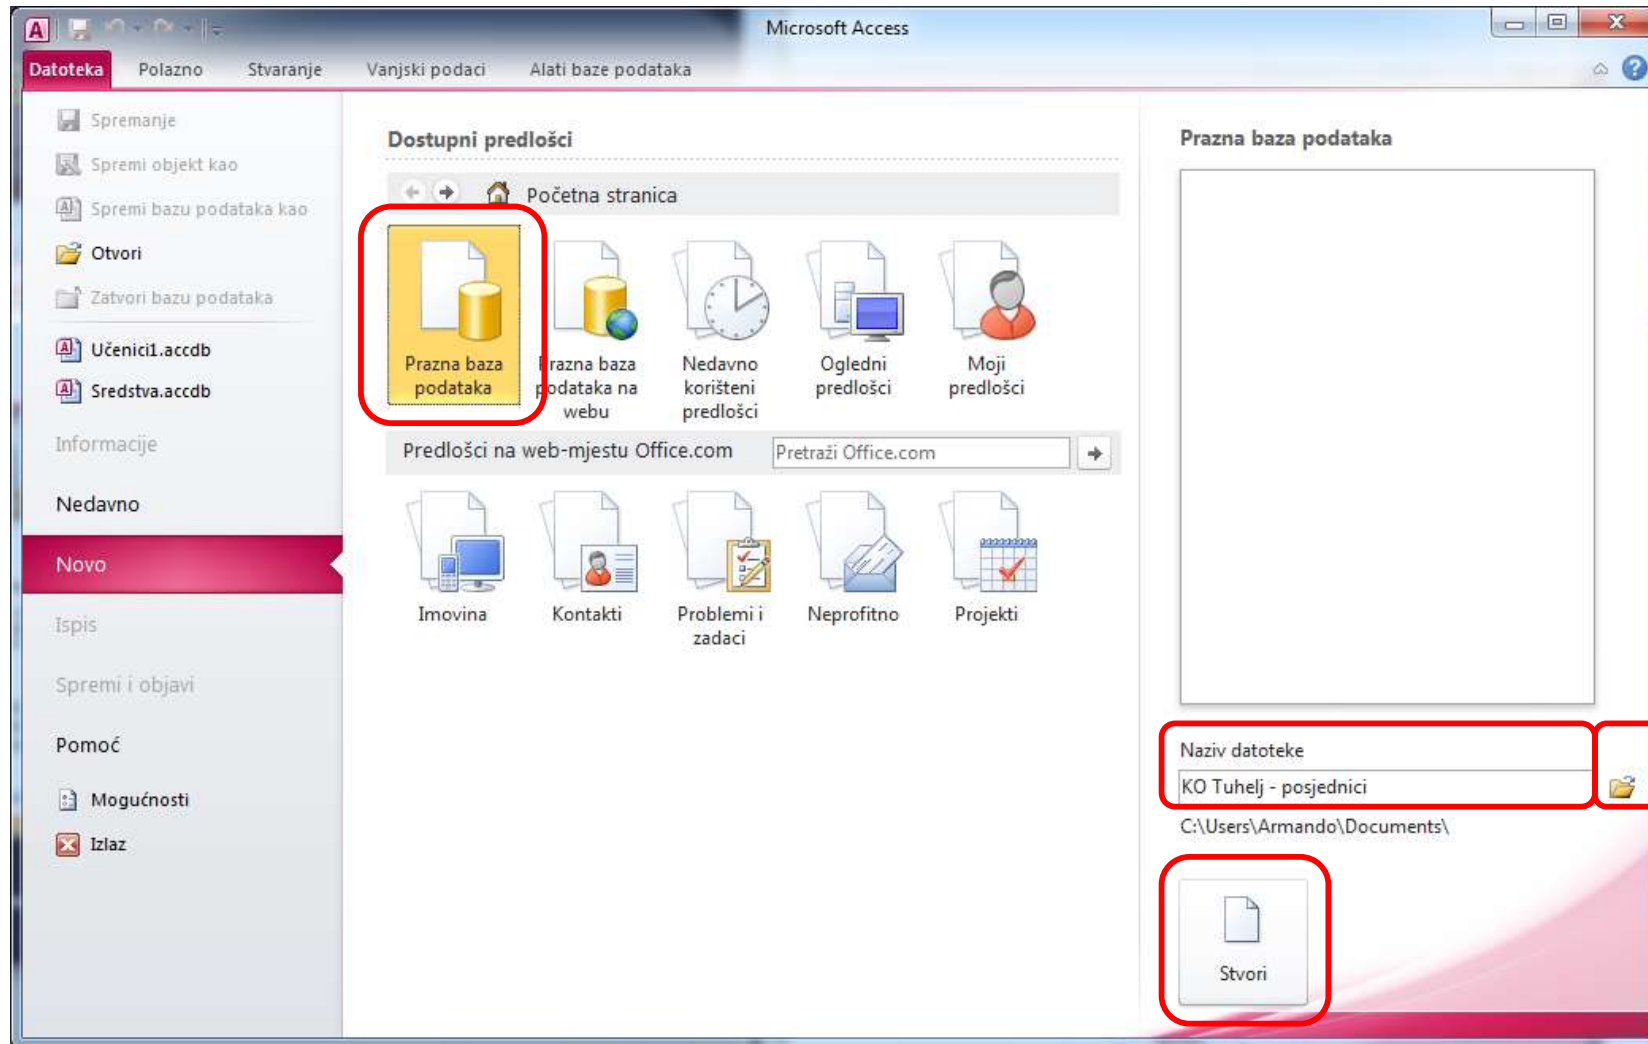 Microsoft Access
Datoteka Polazno Stvaranje Vanjski podaci Alati baze podataka
Spremanje
Spremi objekt kao
Spremi bazu podataka kao
Otvori
Zatvori bazu podataka
Učenici1.accdb
Sredstva.accdb
Informacije
Nedavno
Novo
Ispis
Spremi i objavi
Pomoć
Mogućnosti
Izlaz
Dostupni predlošci
Početna stranica
Prazna baza
podataka
Prazna baza
podataka na
webu
Nedavno
korišteni
predlošci
Ogledni
predlošci
Moji
predlošci
Predlošci na web-mjestu Office.com
Pretraži Office.com
Imovina
Kontakti
Problemi i
zadaci
Neprofitno
Projekti
Prazna baza podataka
Naziv datoteke
KO Tuhelj - posjednici
C:\Users\Armando\Documents\
Stvori